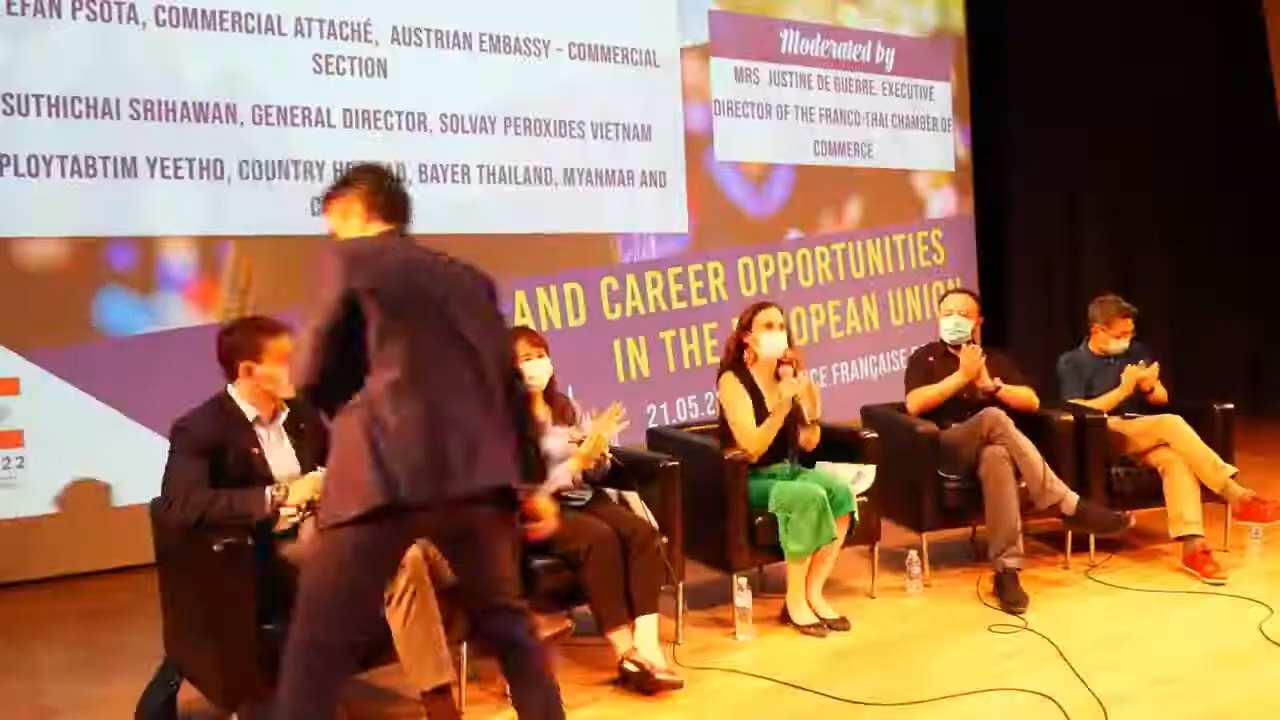 EFAN PSOTA, COMMERCIAL ATTACHÉ, AUSTRIAN EMBASSY - COMMERCIAL
SECTION
SUTHICHAI SRIHAWAN, GENERAL DIRECTOR, SOLVAY PEROXIDES VIETNAM
PLOYTABTIM YEETHO, COUNTRY AD, BAYER THAILAND, MYANMAR AND
Moderated by
MRS JUSTINE DE GUERRE, EXECUTIVE
DIRECTOR OF THE FRANCO-THAI CHAMBER OF
COMMERCE
AND CAREER OPPORTUNITIES
IN THE OPEAN UNION
21.05.2 CE FRANÇAISE
22